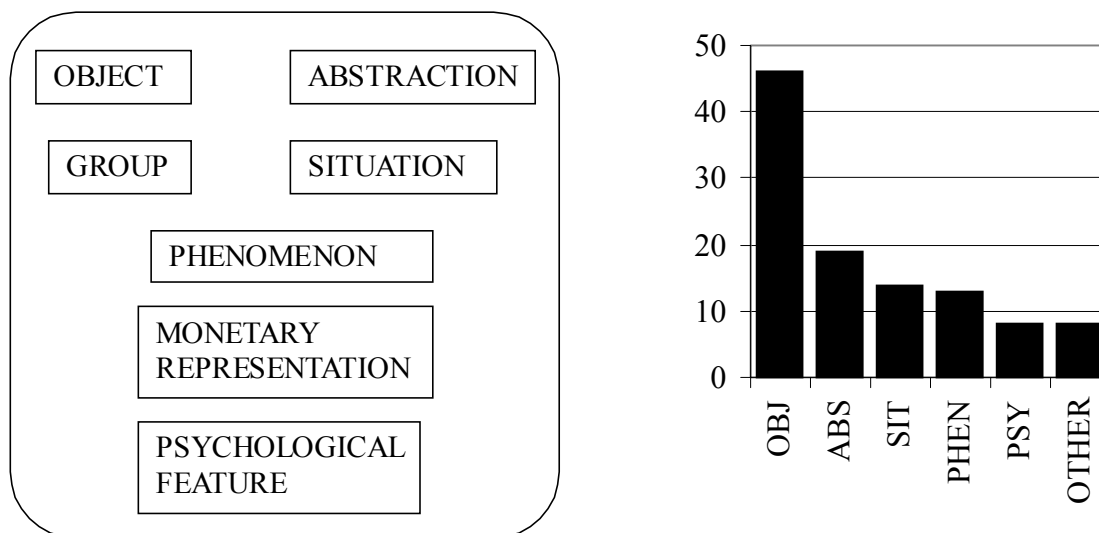 OBJECT
ABSTRACTION
GROUP
SITUATION
PHENOMENON
MONETARY
REPRESENTATION
PSYCHOLOGICAL
FEATURE
50
40
30
20
10
0
OBJ
ABS
SIT
PHEN
PSY
OTHER